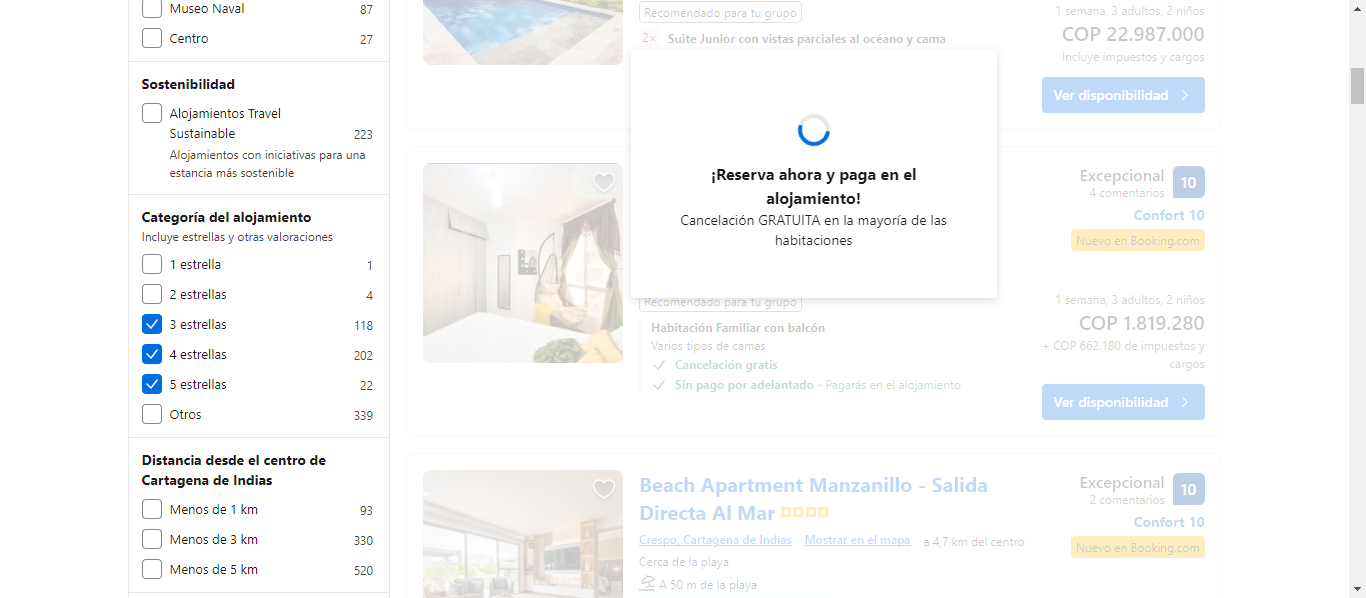 Museo Naval 87
Centro 27
Sostenibilidad
Alojamientos Travel
Sustainable 223
Alojamientos con iniciativas para una
estancia más sostenible
Categoría del alojamiento
Incluye estrellas y otras valoraciones
1 estrella 1
2 estrellas 4
3 estrellas 118
4 estrellas 202
5 estrellas 22
Otros 339
Distancia desde el centro de
Cartagena de Indias
Menos de 1 km 93
Menos de 3 km 330
Menos de 5 km 520
Recomendado para tu grupo
2× Suite Junior con vistas parciales al océano y cama
1 semana, 3 adultos, 2 niños
COP 22.987.000
Incluye impuestos y cargos
Ver disponibilidad
¡Reserva ahora y paga en el
alojamiento!
Cancelación GRATUITA en la mayoría de las
habitaciones
Excepcional 10
4 comentarios
Confort 10
Nuevo en Booking.com
Recomendado para tu grupo
Habitación Familiar con balcón
Varios tipos de camas
Cancelación gratis
Sin pago por adelantado - Pagarás en el alojamiento
1 semana, 3 adultos, 2 niños
COP 1.819.280
+ COP 662.180 de impuestos y
cargos
Ver disponibilidad
Beach Apartment Manzanillo - Salida
Directa Al Mar
Crespo, Cartagena de Indias · Mostrar en el mapa · a 4,7 km del centro ·
Cerca de la playa
A 50 m de la playa
Excepcional 10
2 comentarios
Confort 10
Nuevo en Booking.com